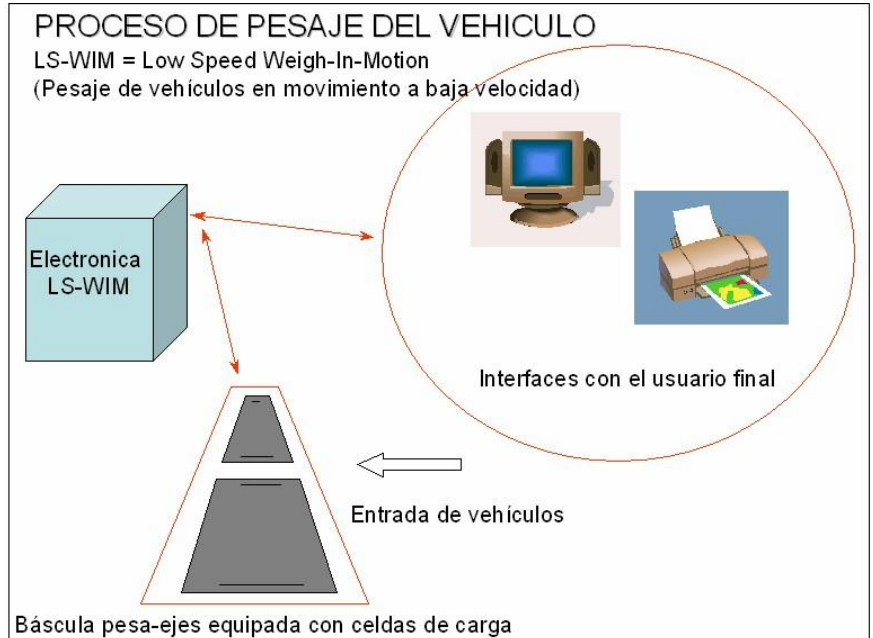 PROCESO DE PESAJE DEL VEHICULO
LS-WIM = Low Speed Weigh-In-Motion
(Pesaje de vehículos en movimiento a baja velocidad)
Electronica
LS-WIM
Interfaces con el usuario final
Entrada de vehículos
Báscula pesa-ejes equipada con celdas de carga